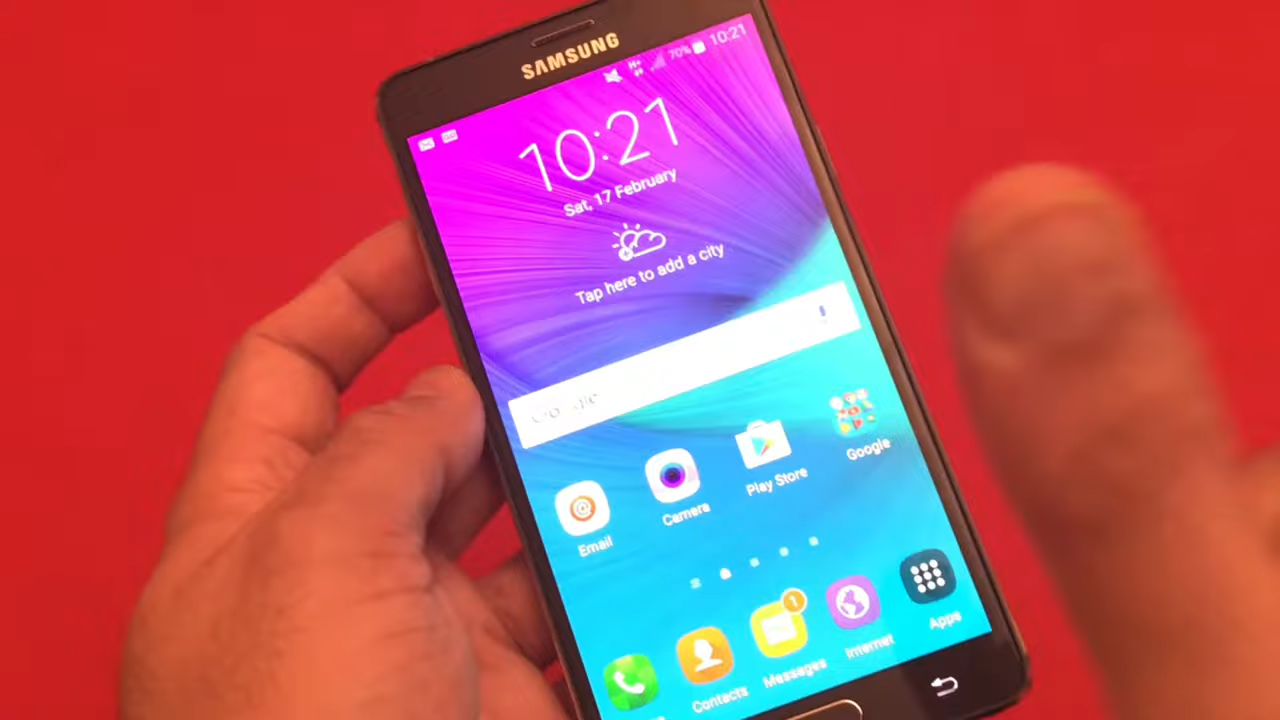 SAMSUNG
H+
70%
10:21
10:21
Sat, 17 February
Tap here to add a city
Google
Email
Camera
Play Store
Google
1
Contacts
Messages
Internet
Apps